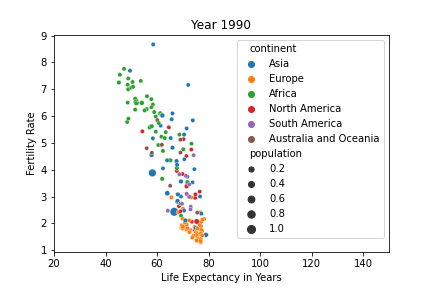 Year 1990
9
8
7
6
5
4
3
2
1
Fertility Rate
20
40
60
80
100
120
140
Life Expectancy in Years
continent
Asia
Europe
Africa
North America
South America
Australia and Oceania
population
0.2
0.4
0.6
0.8
1.0